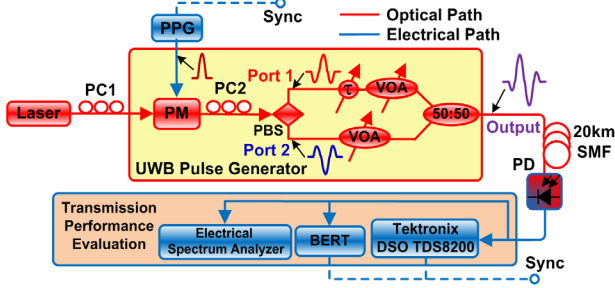 Sync
Optical Path
Electrical Path
PPG
PC1
PC2
Port 1
τ
VOA
Laser
PM
PBS
50:50
VOA
Output
20km
SMF
Port 2
UWB Pulse Generator
PD
Transmission
Performance
Evaluation
Electrical
Spectrum Analyzer
BERT
Tektronix
DSO TDS8200
Sync